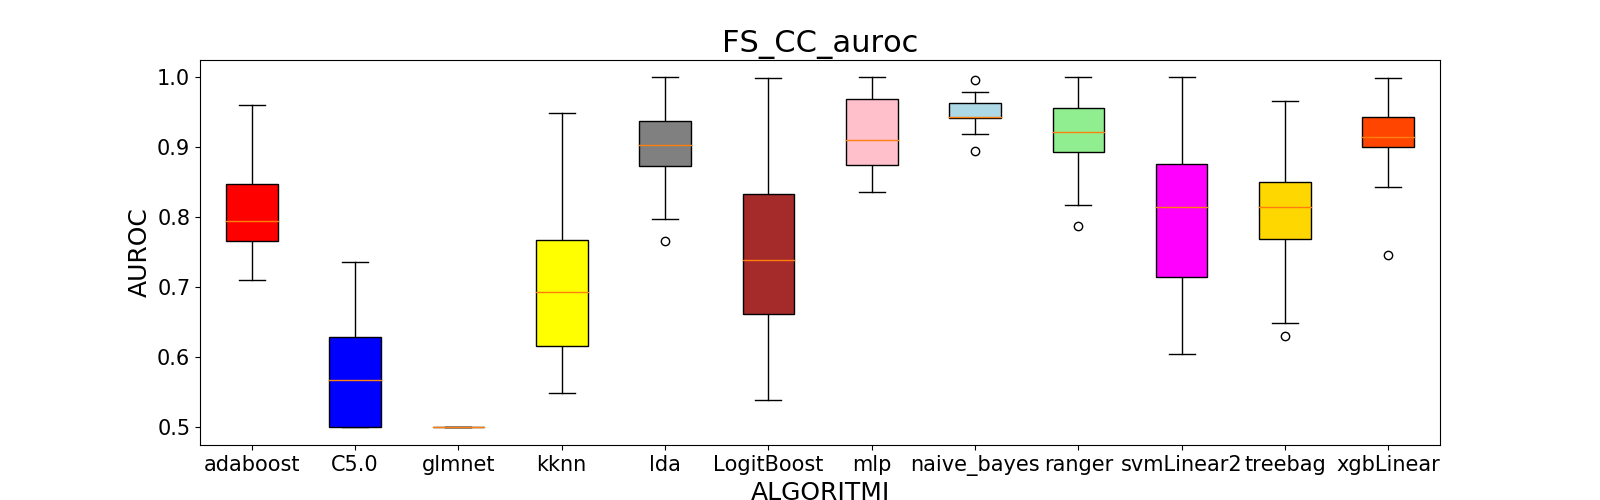 FS_CC_auroc
AUROC
1.0
0.9
0.8
0.7
0.6
0.5
adaboost C5.0 glmnet kknn lda LogitBoost mlp naive_bayes ranger svmLinear2 treebag xgbLinear
ALGORITMI